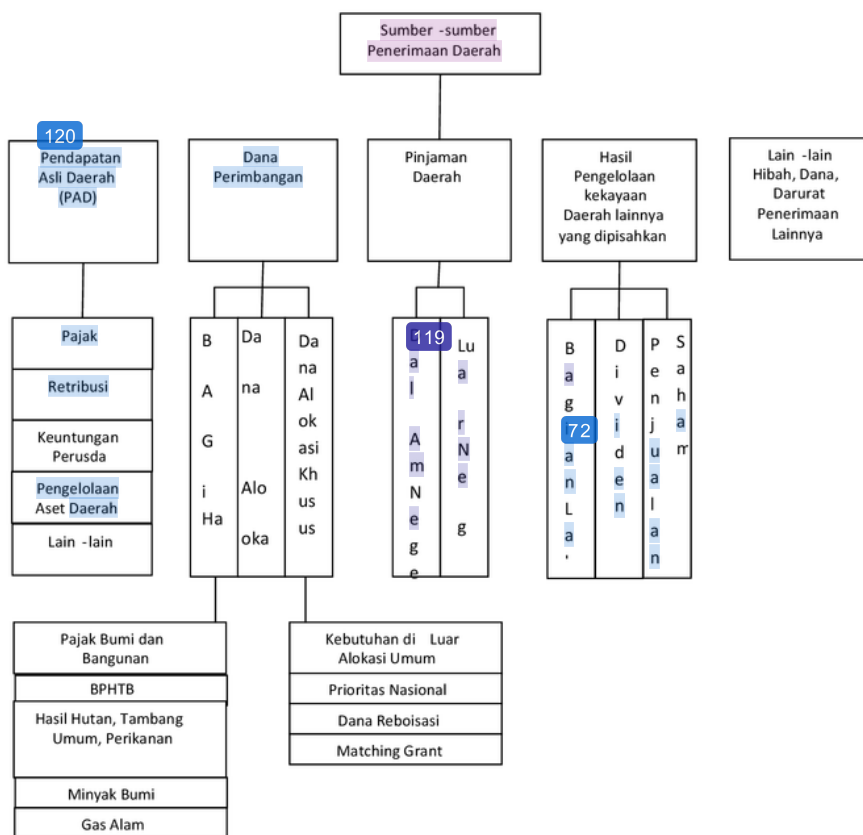 Sumber -sumber
Penerimaan Daerah
120
Pendapatan
Asli Daerah
(PAD)
Dana
Perimbangan
Pinjaman
Daerah
Hasil
Pengelolaan
kekayaan
Daerah lainnya
yang dipisahkan
Lain -lain
Hibah, Dana,
Darurat
Penerimaan
Lainnya
Pajak
Retribusi
Keuntungan
Perusda
Pengelolaan
Aset Daerah
Lain -lain
B
A
G
i
Ha
Da
na
Alo
oka
Da
na
Al
ok
asi
Kh
us
us
119
a
l
A
m
N
e
g
e
Lu
a
r
Ne
g
72
B
a
g
a
n
L
a
D
i
v
i
d
e
n
P
e
n
j
u
a
l
a
n
S
a
h
a
m
Pajak Bumi dan
Bangunan
BPHTB
Hasil Hutan, Tambang
Umum, Perikanan
Minyak Bumi
Gas Alam
Kebutuhan di Luar
Alokasi Umum
Prioritas Nasional
Dana Reboisasi
Matching Grant